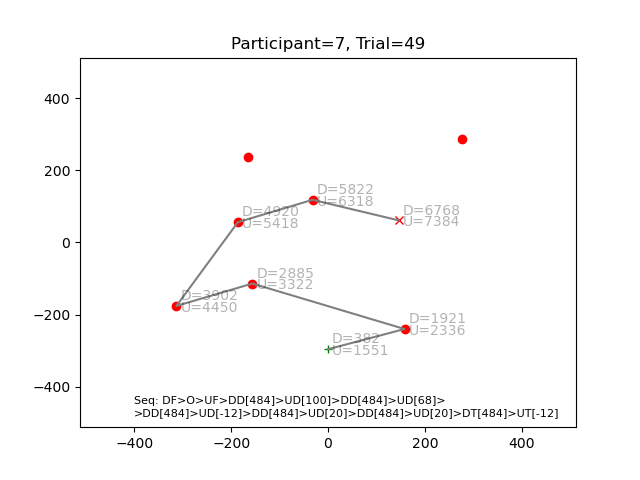 Participant=7, Trial=49
400
200
0
−200
−400
D=5822
U=6318
D=6768
U=7384
D=4920
U=5418
D=2885
U=3322
D=3902
U=4450
D=1921
U=2336
D=382
U=1551
Seq: DF>O>UF>DD[484]>UD[100]>DD[484]>UD[68]>
>DD[484]>UD[-12]>DD[484]>UD[20]>DD[484]>UD[20]>DT[484]>UT[-12]
−400 −200 0 200 400